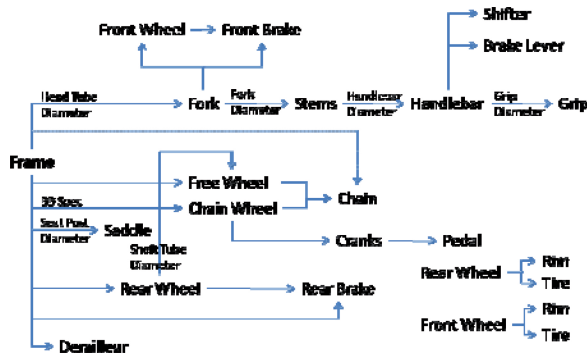 Shifter
Front Wheel Front Brake
Brake Lever
Head Tube Diameter
Fork
Fork Diameter
Stems
Handlebar Diameter
Handlebar
Grip Diameter
Grip
Frame
Free Wheel
Chain
BB Spec
Chain Wheel
Seat Post Diameter
Saddle
Shaft Tube Diameter
Cranks
Pedal
Rear Wheel
Rim
Tire
Rear Wheel
Rear Brake
Front Wheel
Rim
Tire
Derailleur